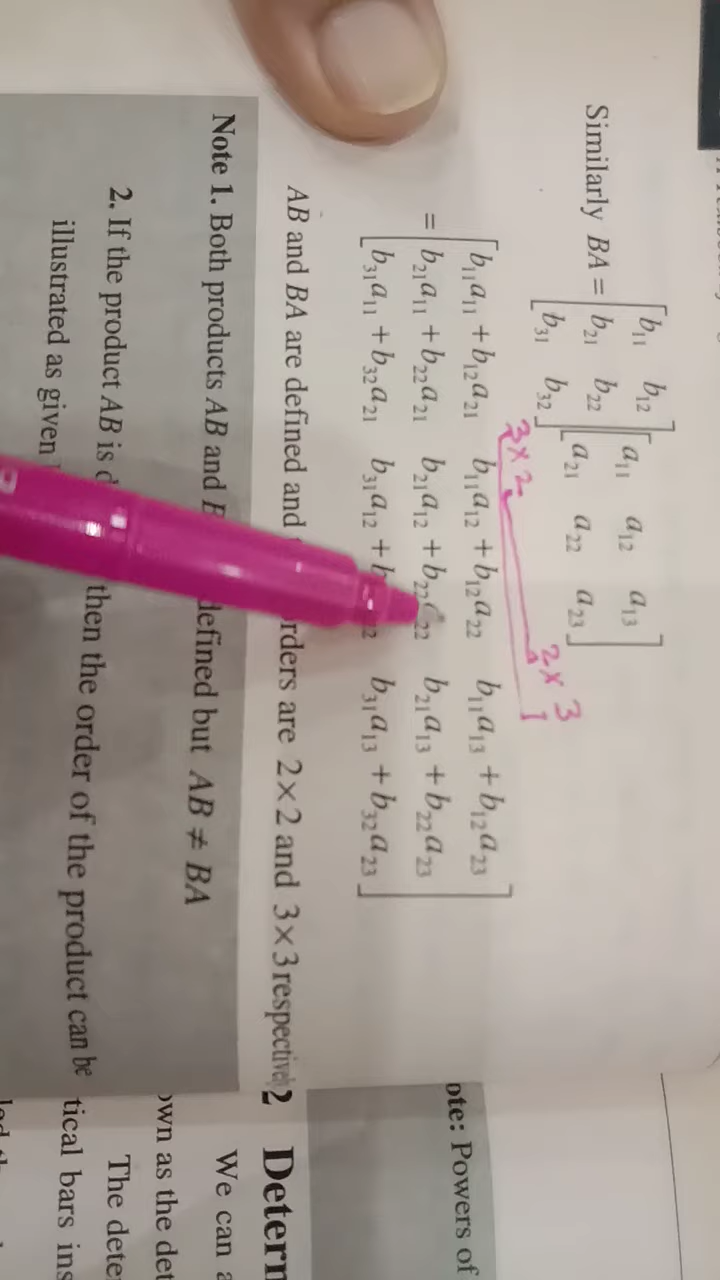 Similarly BA = [b₁₁ b₁₂] [a₁₁ a₁₂ a₁₃]
[b₂₁ b₂₂] [a₂₁ a₂₂ a₂₃]
[b₃₁ b₃₂]
3 × 2 2 × 3
= [b₁₁a₁₁ + b₁₂a₂₁ b₁₁a₁₂ + b₁₂a₂₂ b₁₁a₁₃ + b₁₂a₂₃]
[b₂₁a₁₁ + b₂₂a₂₁ b₂₁a₁₂ + b₂₂ ₂₂ b₂₁a₁₃ + b₂₂a₂₃]
[b₃₁a₁₁ + b₃₂a₂₁ b₃₁a₁₂ + b b₃₁a₁₃ + b₃₂a₂₃]
AB and BA are defined and rders are 2×2 and 3×3 respectivel
Note 1. Both products AB and defined but AB ≠ BA
2. If the product AB is d then the order of the product can be
illustrated as given
ote: Powers of
2 Determ
We can a
own as the det
The dete
tical bars ins